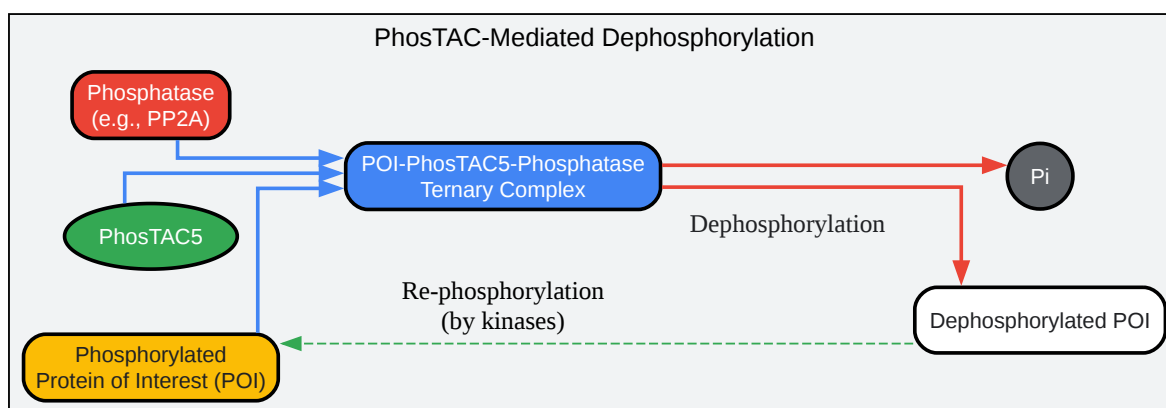 PhosTAC-Mediated Dephosphorylation
Phosphatase
(e.g., PP2A)
POI-PhosTAC5-Phosphatase
Ternary Complex
Pi
PhosTAC5
Dephosphorylation
Re-phosphorylation
(by kinases)
Dephosphorylated POI
Phosphorylated
Protein of Interest (POI)